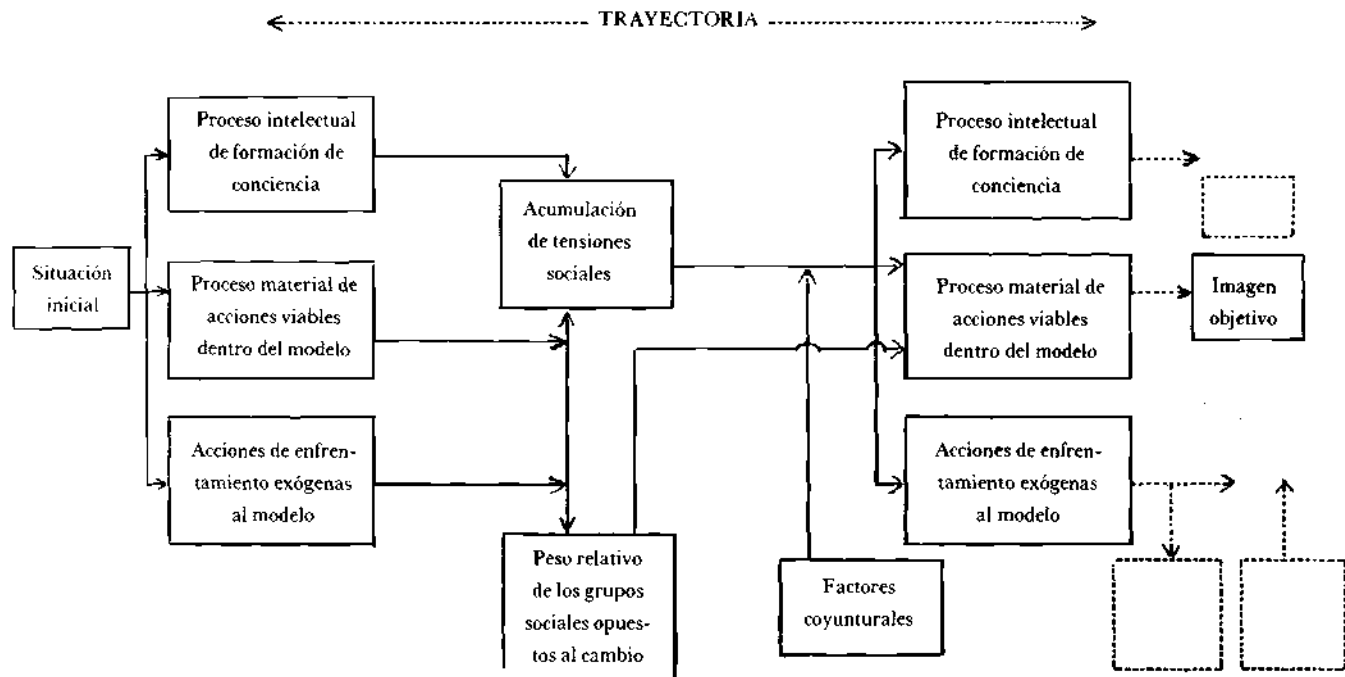 TRAYECTORIA
Situación
inicial
Proceso intelectual
de formación de
conciencia
Proceso material de
acciones viables
dentro del modelo
Acciones de enfren-
tamiento exógenas
al modelo
Acumulación
de tensiones
sociales
Peso relativo
de los grupos
sociales opues-
tos al cambio
Factores
coyunturales
Proceso intelectual
de formación de
conciencia
Proceso material de
acciones viables
dentro del modelo
Acciones de enfren-
tamiento exógenas
al modelo
Imagen
objetivo